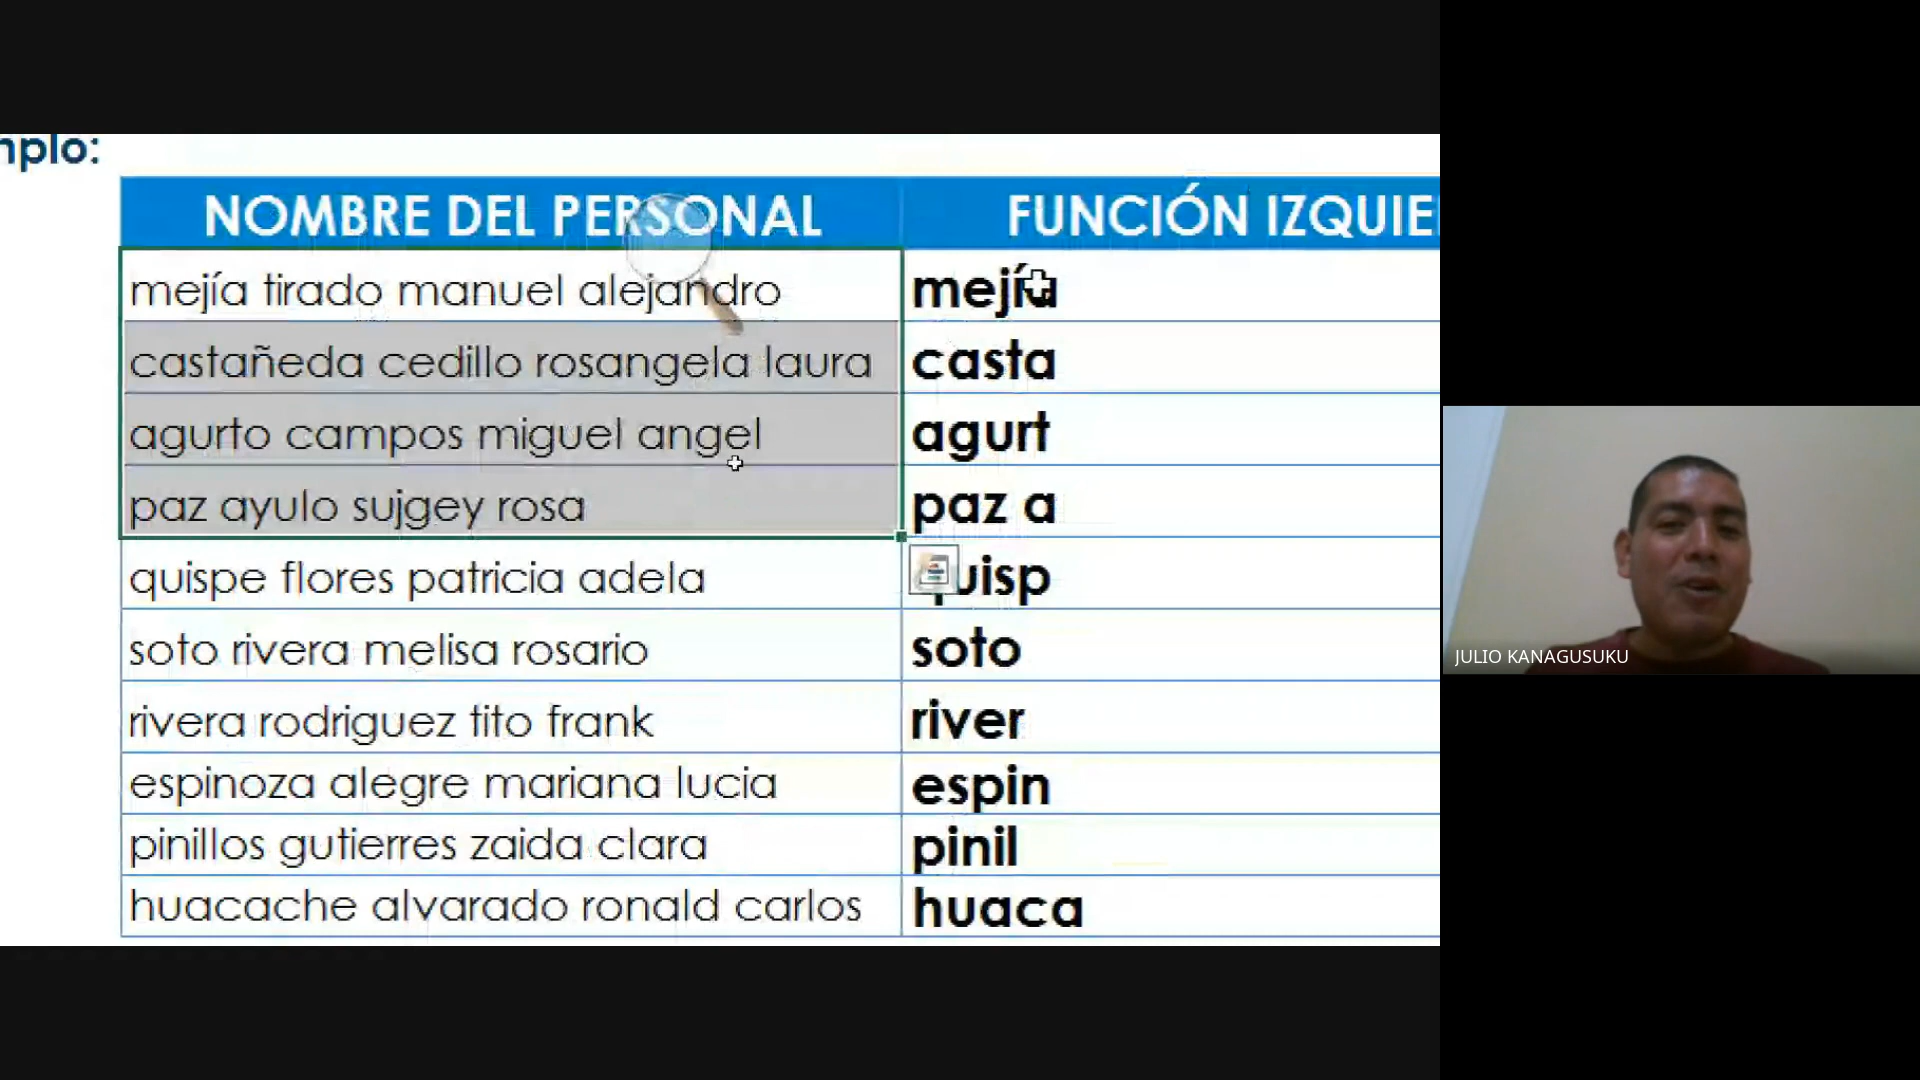 mplo:
NOMBRE DEL PERSONAL FUNCIÓN IZQUIE
mejía tirado manuel alejandro mejía
castañeda cedillo rosangela laura casta
agurto campos miguel angel agurt
paz ayulo sujgey rosa paz a
quispe flores patricia adela quisp
soto rivera melisa rosario soto
rivera rodriguez tito frank river
espinoza alegre mariana lucia espin
pinillos gutierres zaida clara pinil
huacache alvarado ronald carlos huaca
JULIO KANAGUSUKU